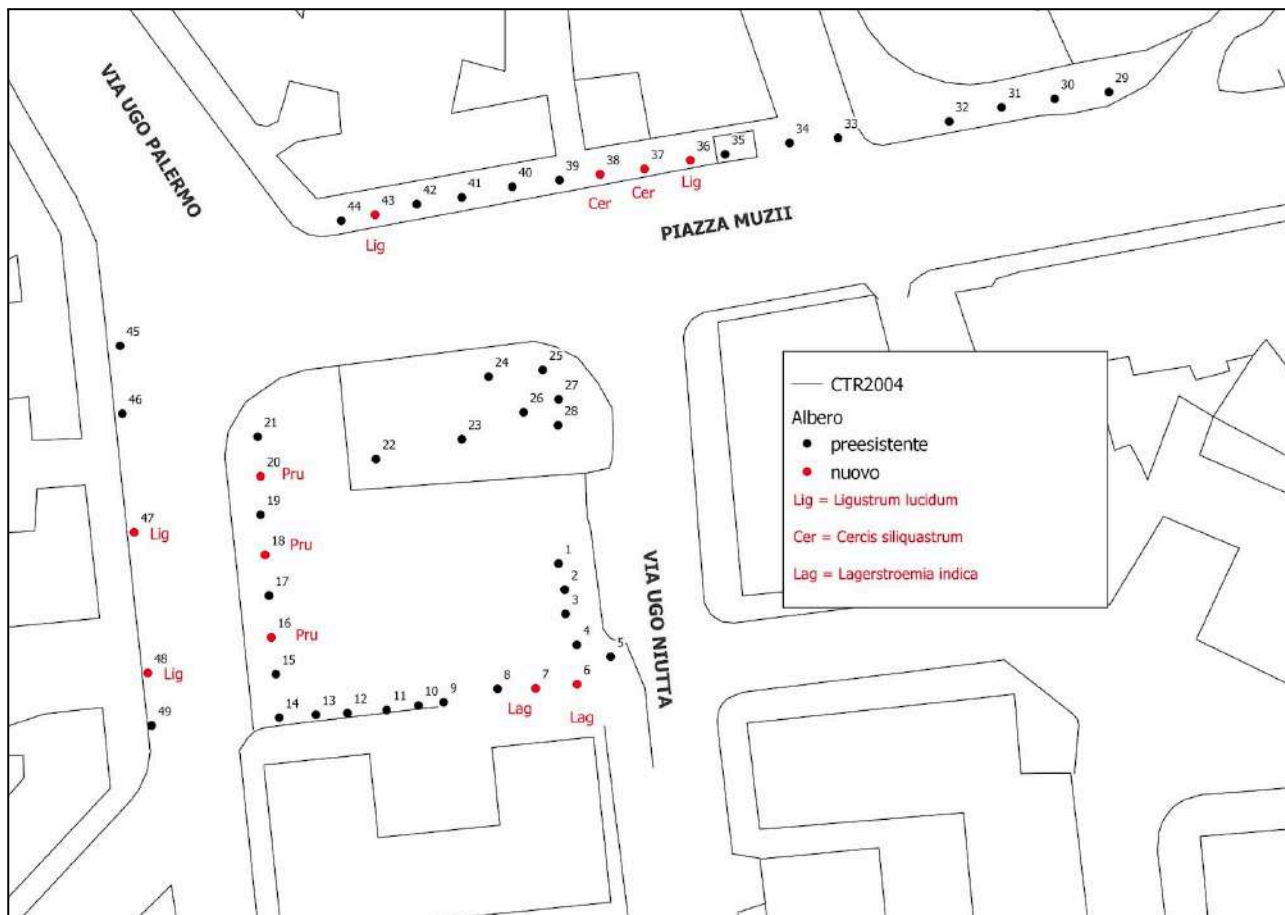 VIA UGO PALERMO
29
30
31
32
33
34
35
36
37
38
39
40
41
42
43
44
Lig
Cer
Cer
Lig
PIAZZA MUZII
45
46
47
Lig
48
Lig
49
24
25
26
27
28
23
22
21
20
Pru
19
18
Pru
17
16
Pru
15
14
13
12
11
10
9
8
7
Lag
6
Lag
5
4
3
2
1
VIA UGO NIUTTA
CTR2004
Albero
preesistente
nuovo
Lig = Ligustrum lucidum
Cer = Cercis siliquastrum
Lag = Lagerstroemia indica